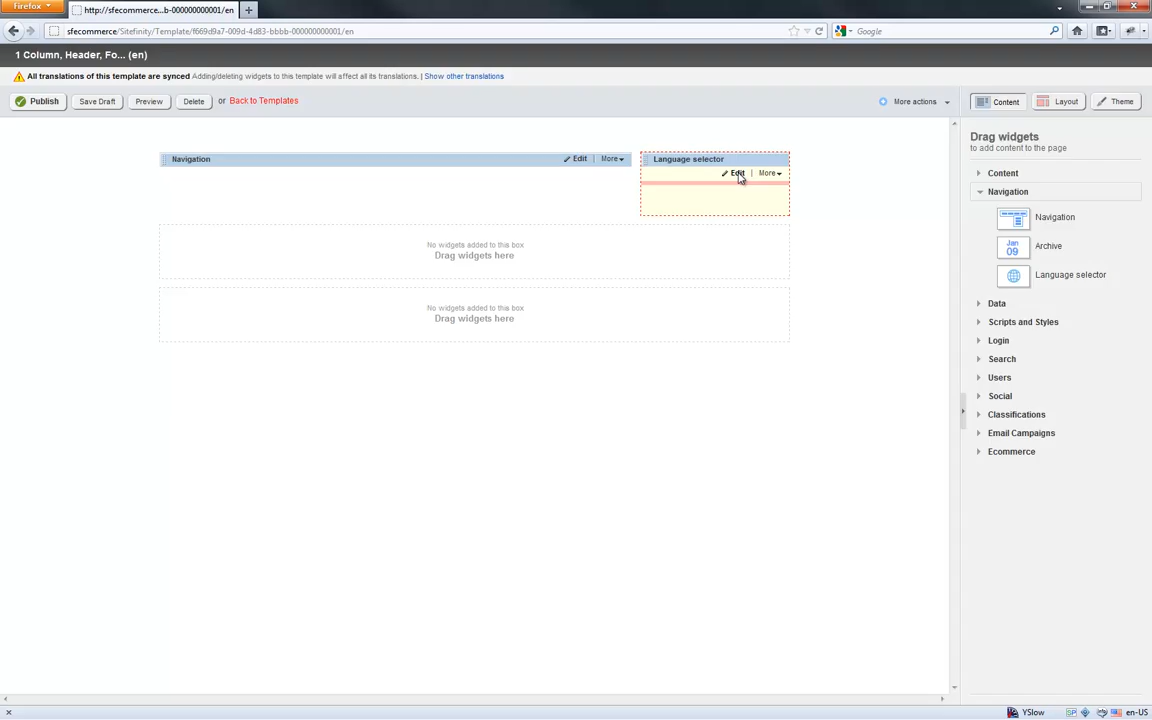 Firefox
http://sfecommerce...b-000000000001/en
sfecommerce/Sitefinity/Template/f669d9a7-009d-4d83-bbbb-000000000001/en
Google
1 Column, Header, Fo... (en)
All translations of this template are synced Adding/deleting widgets to this template will affect all its translations. | Show other translations
Publish Save Draft Preview Delete or Back to Templates More actions Content Layout Theme
Drag widgets
to add content to the page
Navigation Edit | More Language selector
Edit | More
Content
Navigation
Navigation
Jan
09
Archive
Language selector
No widgets added to this box
Drag widgets here
No widgets added to this box
Drag widgets here
Data
Scripts and Styles
Login
Search
Users
Social
Classifications
Email Campaigns
Ecommerce
YSlow SP en-US